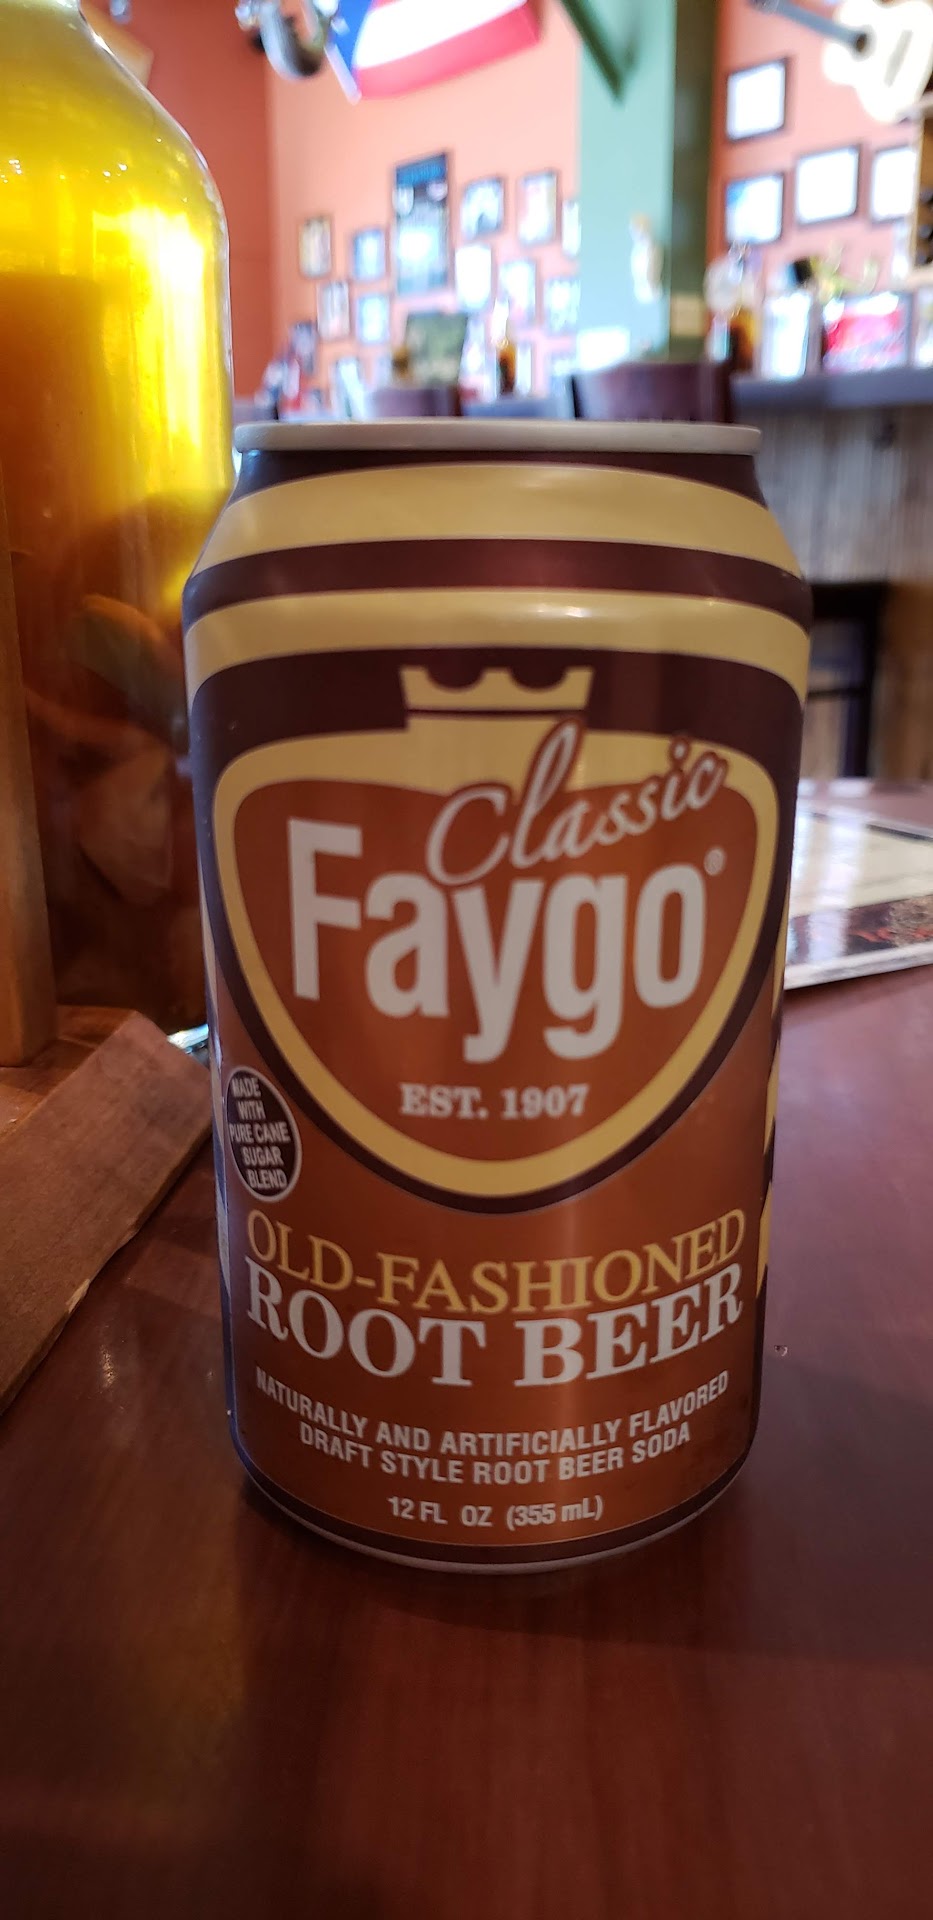 Classic
Faygo®
EST. 1907
MADE
WITH
PURE CANE
SUGAR
BLEND
OLD-FASHIONED
ROOT BEER
NATURALLY AND ARTIFICIALLY FLAVORED
DRAFT STYLE ROOT BEER SODA
12 FL OZ (355 mL)